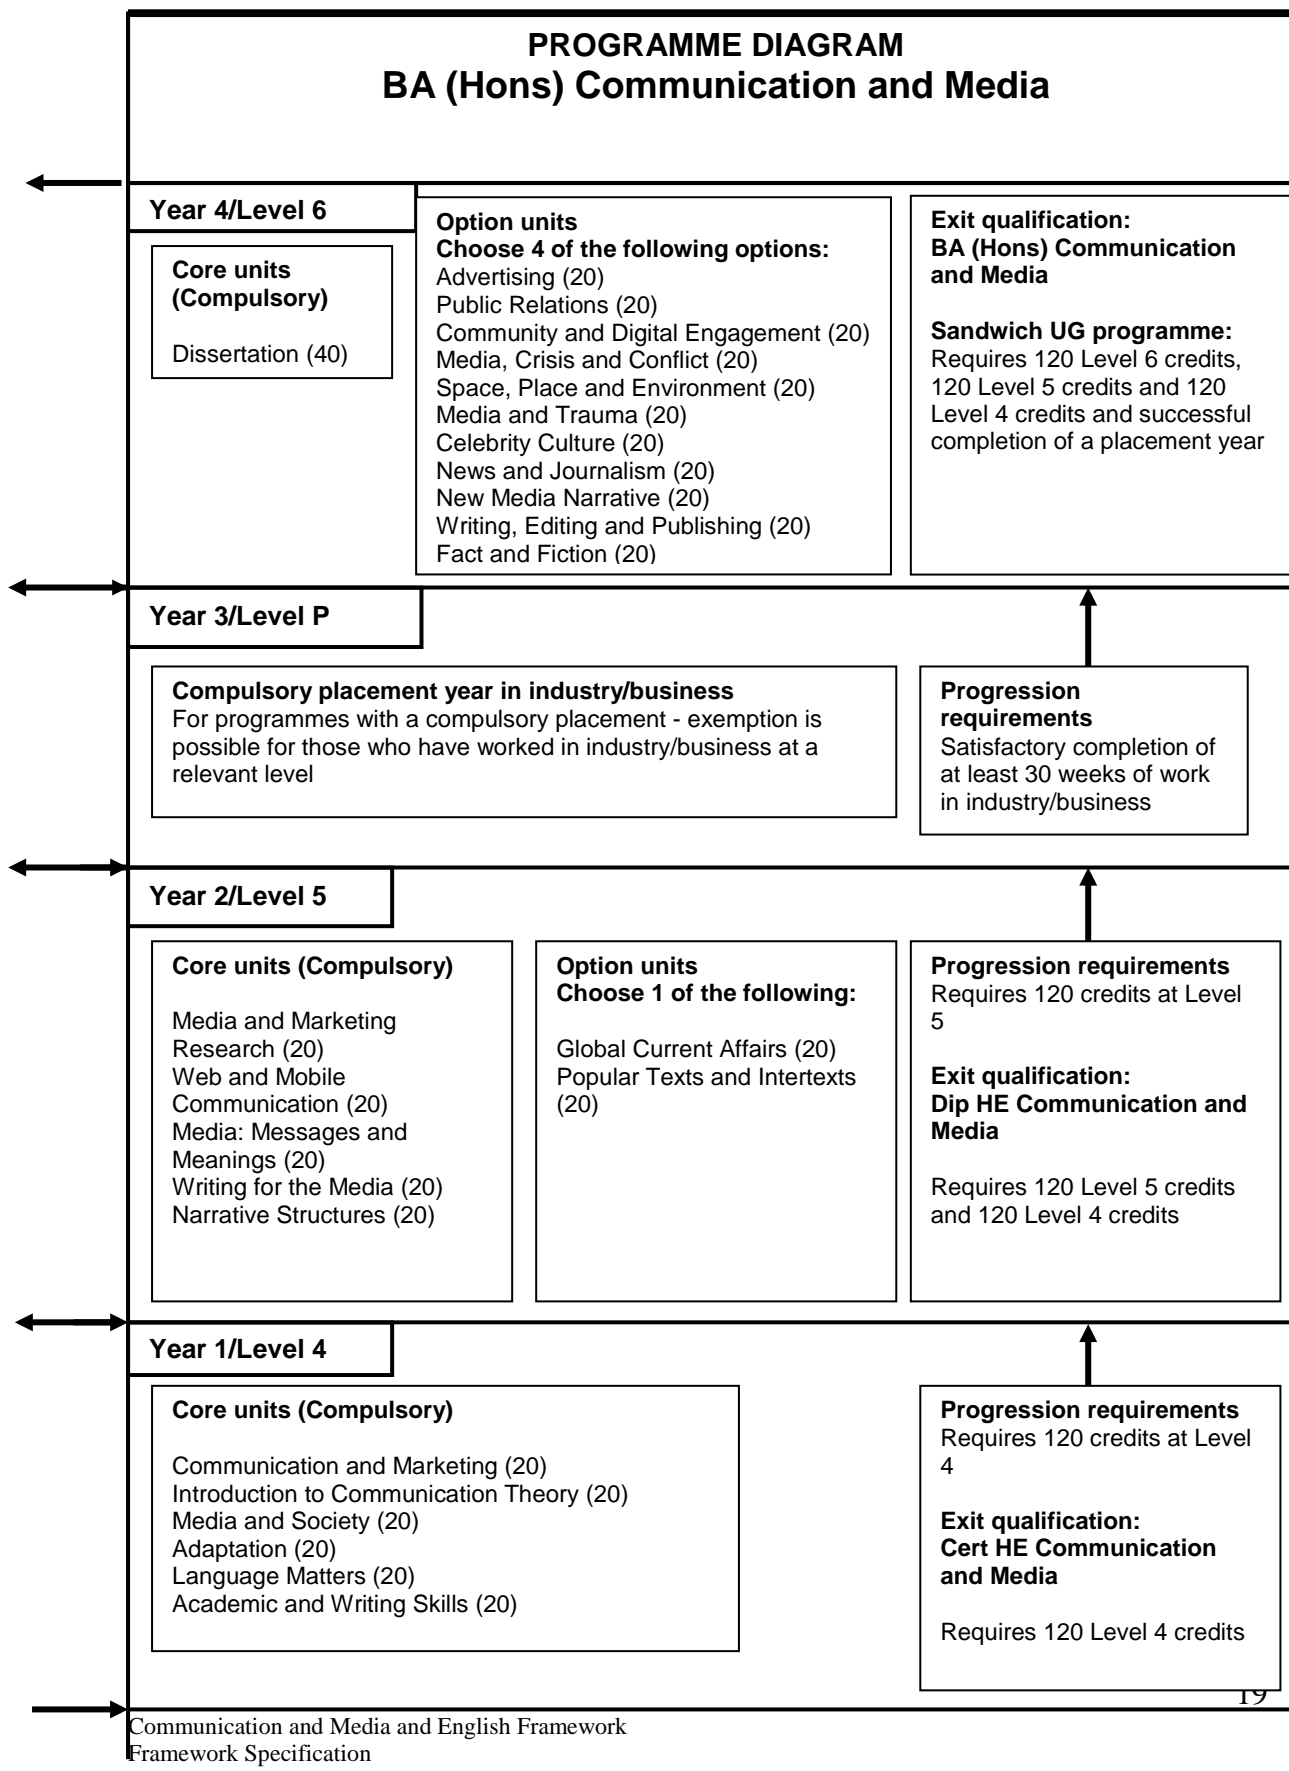 PROGRAMME DIAGRAM
BA (Hons) Communication and Media
Year 4/Level 6
Core units
(Compulsory)
Dissertation (40)
Option units
Choose 4 of the following options:
Advertising (20)
Public Relations (20)
Community and Digital Engagement (20)
Media, Crisis and Conflict (20)
Space, Place and Environment (20)
Media and Trauma (20)
Celebrity Culture (20)
News and Journalism (20)
New Media Narrative (20)
Writing, Editing and Publishing (20)
Fact and Fiction (20)
Exit qualification:
BA (Hons) Communication
and Media
Sandwich UG programme:
Requires 120 Level 6 credits,
120 Level 5 credits and 120
Level 4 credits and successful
completion of a placement year
Year 3/Level P
Compulsory placement year in industry/business
For programmes with a compulsory placement - exemption is
possible for those who have worked in industry/business at a
relevant level
Progression
requirements
Satisfactory completion of
at least 30 weeks of work
in industry/business
Year 2/Level 5
Core units (Compulsory)
Media and Marketing
Research (20)
Web and Mobile
Communication (20)
Media: Messages and
Meanings (20)
Writing for the Media (20)
Narrative Structures (20)
Option units
Choose 1 of the following:
Global Current Affairs (20)
Popular Texts and Intertexts
(20)
Progression requirements
Requires 120 credits at Level
5
Exit qualification:
Dip HE Communication and
Media
Requires 120 Level 5 credits
and 120 Level 4 credits
Year 1/Level 4
Core units (Compulsory)
Communication and Marketing (20)
Introduction to Communication Theory (20)
Media and Society (20)
Adaptation (20)
Language Matters (20)
Academic and Writing Skills (20)
Progression requirements
Requires 120 credits at Level
4
Exit qualification:
Cert HE Communication
and Media
Requires 120 Level 4 credits
19
Communication and Media and English Framework
Framework Specification